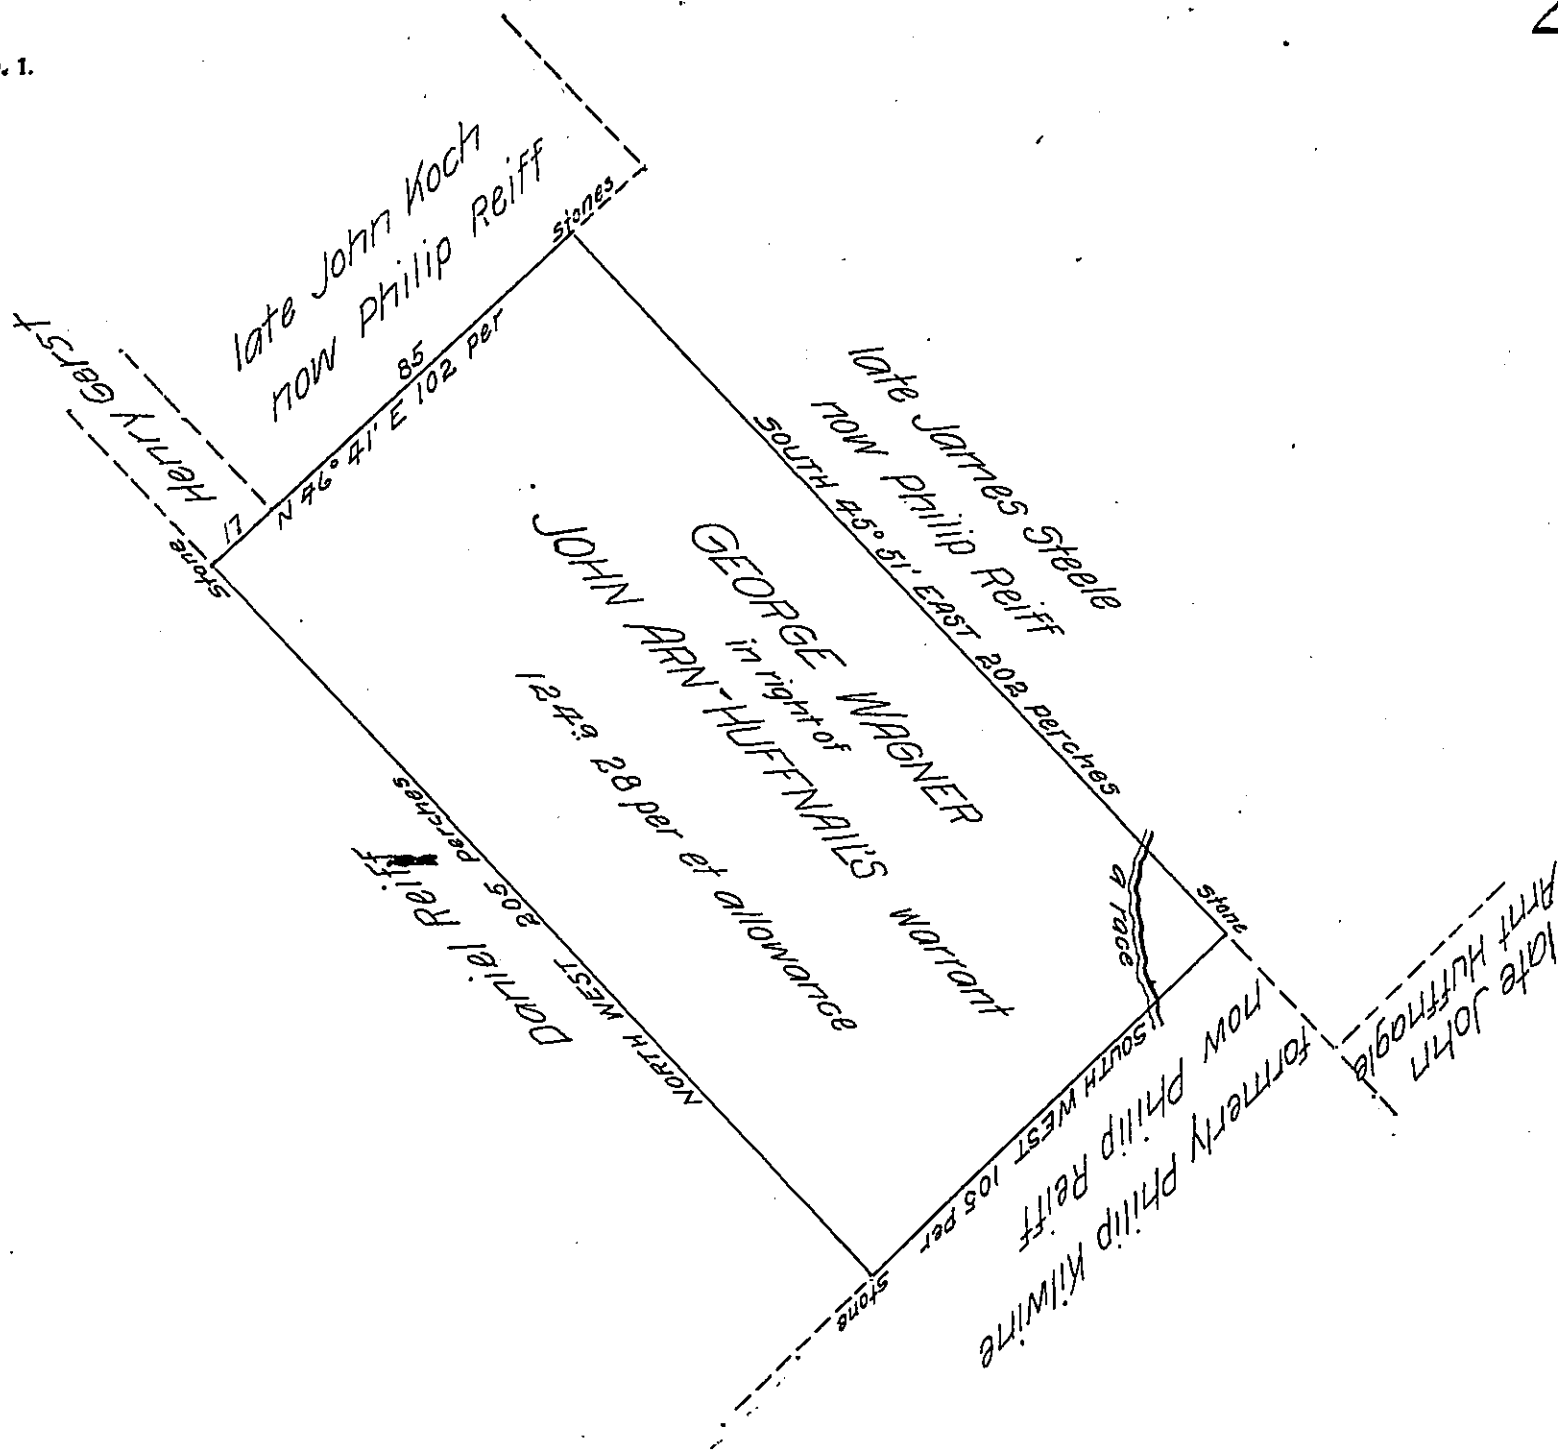 . 1.
late John Koch
now Philip Reiff
stones
85
N 46° 41' E 102 per
17
Henry Gerst
stone
late James Steele
now Philip Reiff
SOUTH 45° 51' EAST 202 perches
GEORGE WAGNER
in right of
JOHN ARNT HUFFNAIL'S warrant
124a 28 per et allowance
a race
stone
late John
Arnt Huffnagle
formerly Philip Kilwine
now Philip Reiff
SOUTH WEST 105 per
stone
NORTH WEST 205 perches
Daniel Reiff